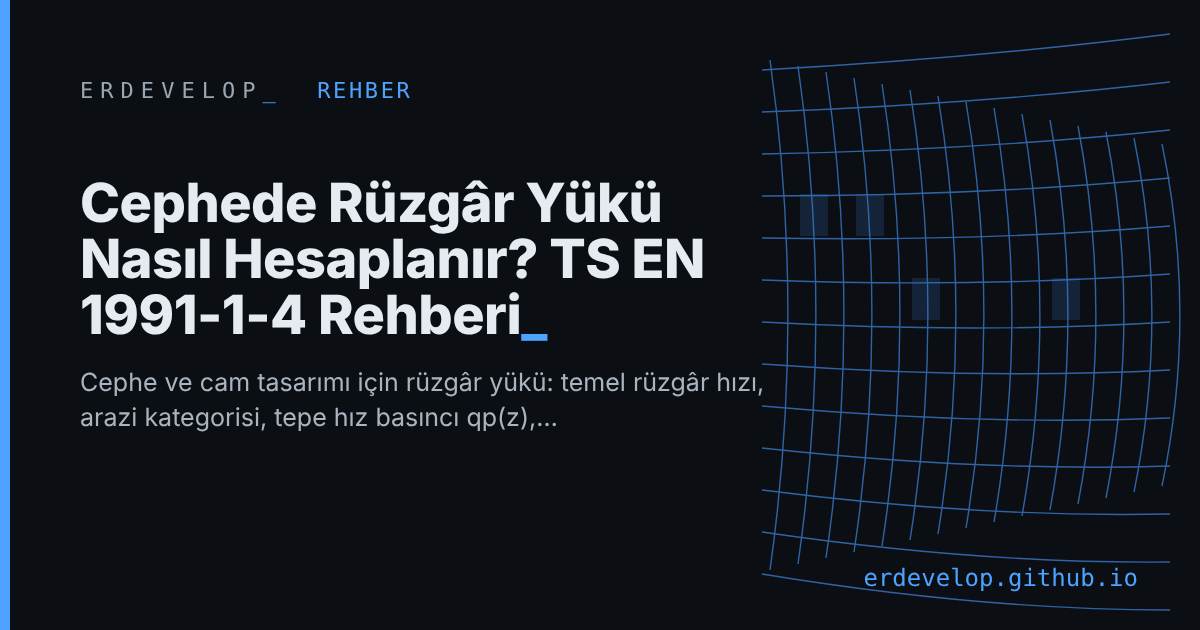 ERDEVELOP_ REHBER
Cephede Rüzgâr Yükü
Nasıl Hesaplanır? TS EN
1991-1-4 Rehberi_
Cephe ve cam tasarımı için rüzgâr yükü: temel rüzgâr hızı,
arazi kategorisi, tepe hız basıncı qp(z),...
erdevelop.github.io